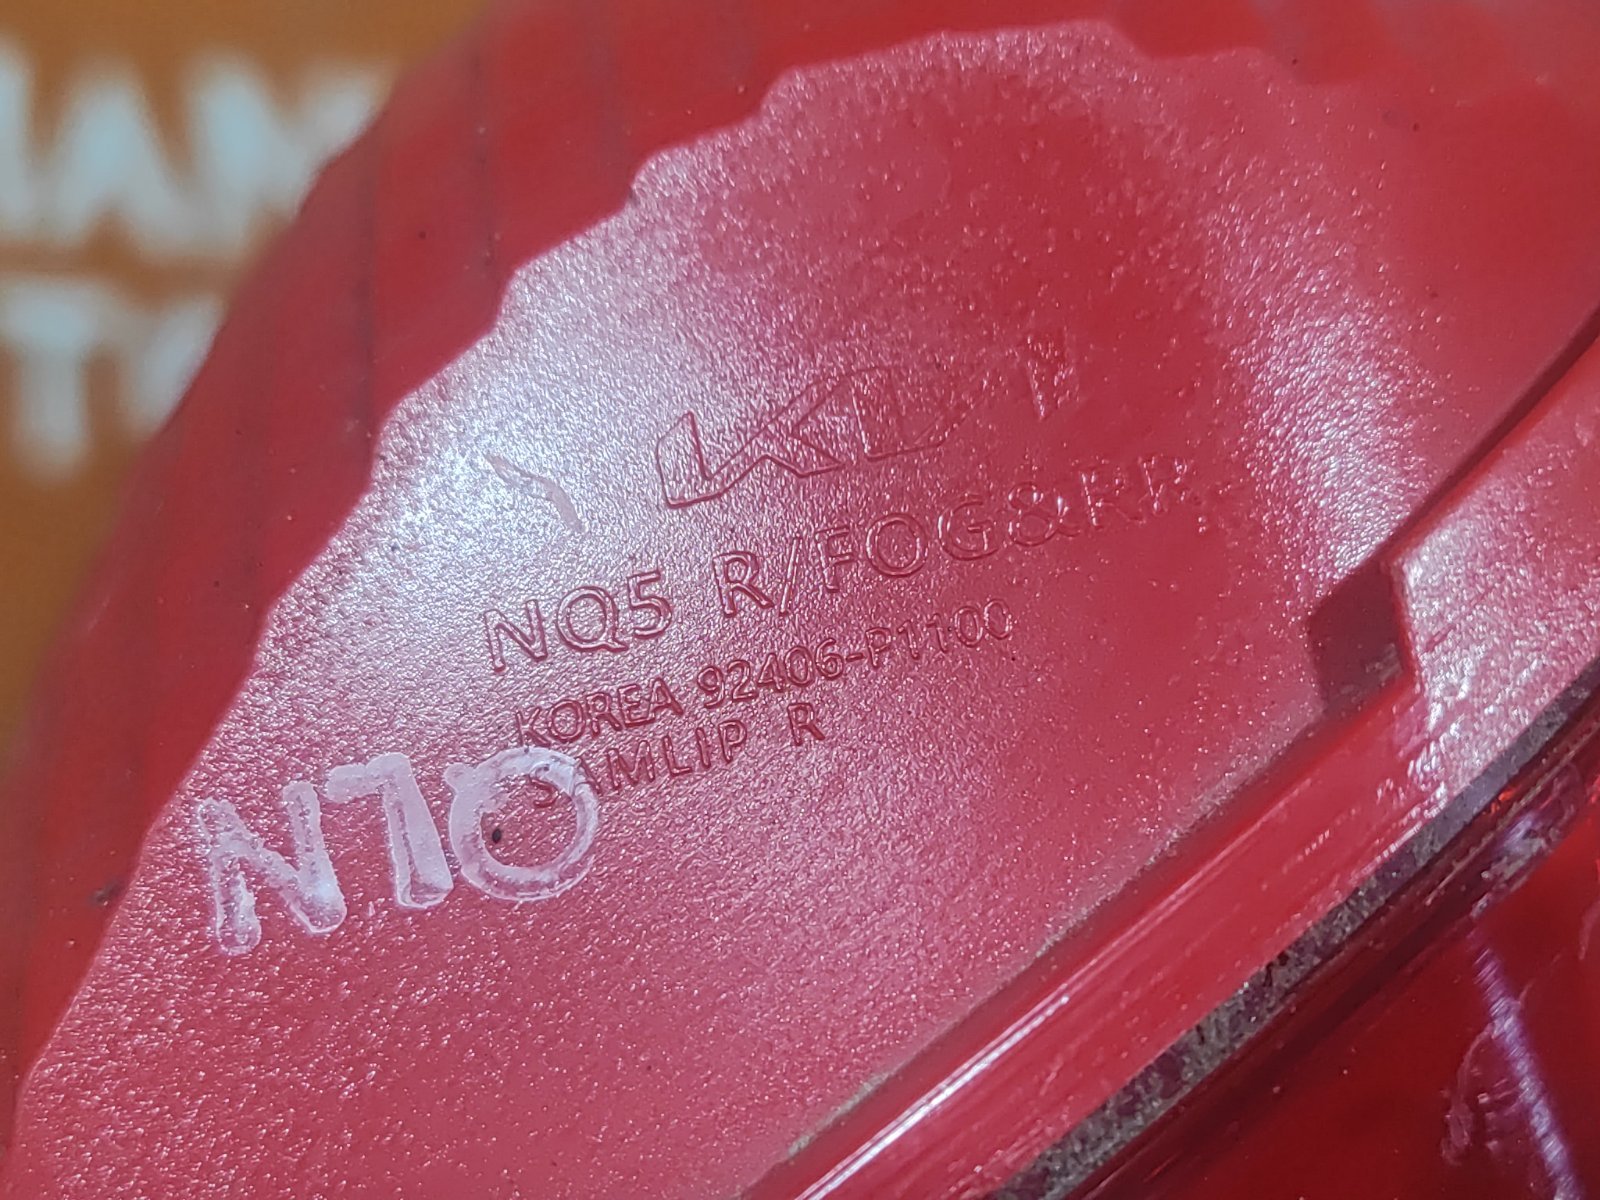 KIA
NQ5 R/FOG&RR
KOREA 92406-P1100
SAMLIP R
N70